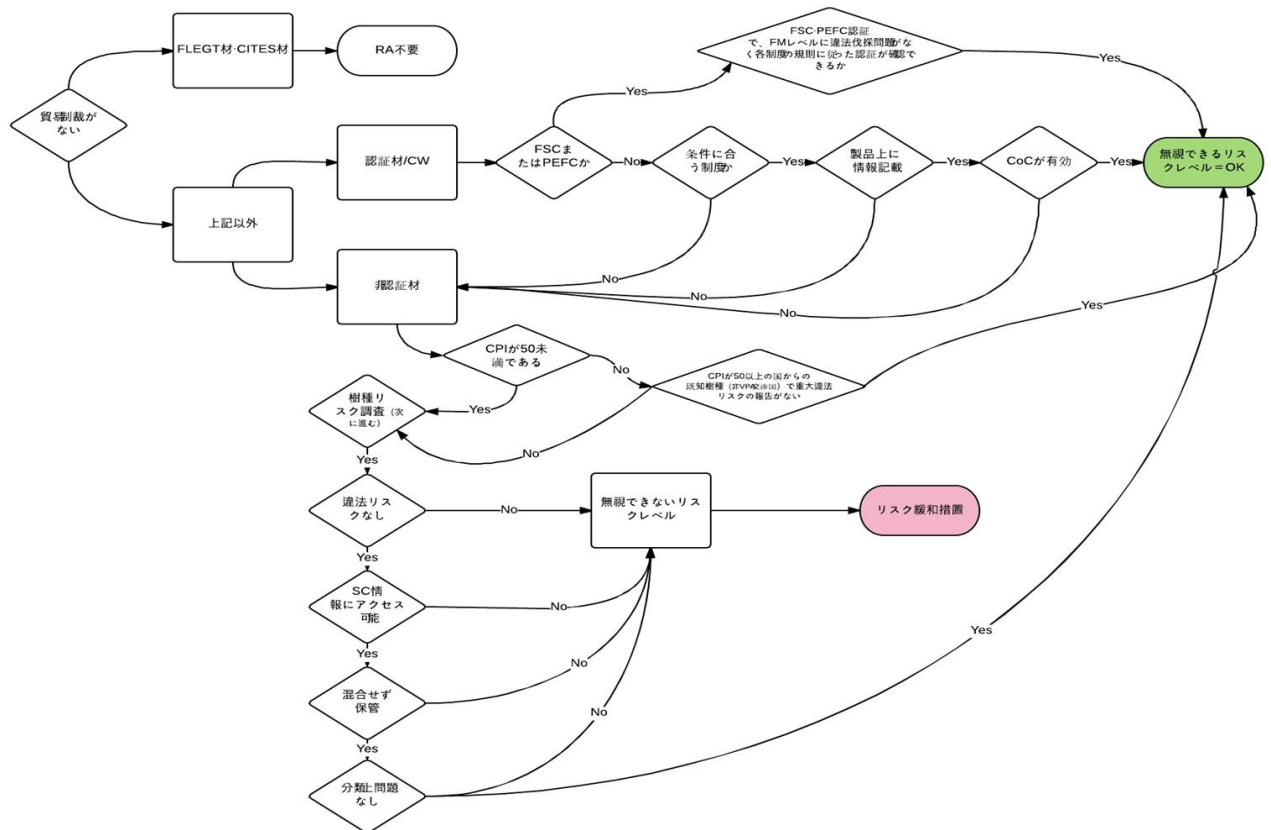 FLEGT材·CITES材
RA不要
貿易制裁が
ない
上記以外
認証材/CW
FSCま
たはPEFCか
Yes
FSC·PEFC認証
で、FMレベルに違法伐採問題がな
く各制度の規則に従った認証が確認で
きるか
Yes
No
条件に合
う制度か
Yes
製品上に
情報記載
Yes
CoCが有効
Yes
無視できるリス
クレベル＝OK
No
No
No
非認証材
CPIが50未
満である
No
CPIが50以上の国からの
既知樹種（非VPA交渉国）で重大違法
リスクの報告がない
Yes
Yes
No
樹種リ
スク調査（次
に進む）
Yes
違法リス
クなし
No
無視できないリス
クレベル
リスク緩和措置
Yes
SC情
報にアクセス
可能
No
Yes
混合せず
保管
No
Yes
分類上問題
なし
No
Yes